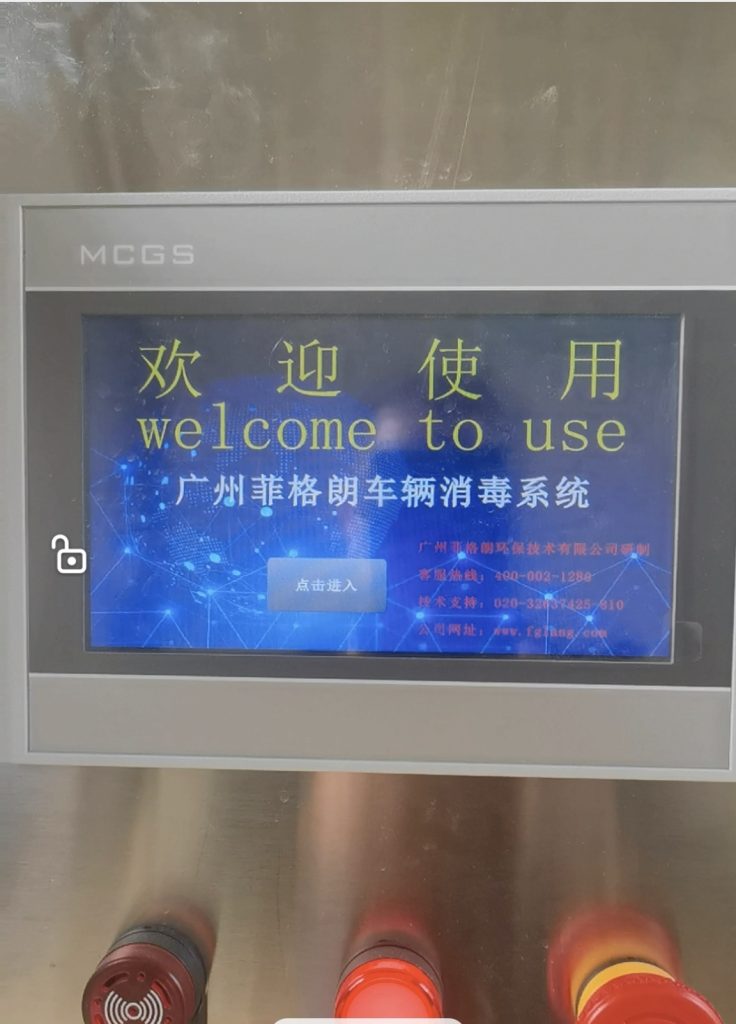 MCGS
欢迎使用
welcome to use
广州菲格朗车辆消毒系统
广州菲格朗环保技术有限公司研制
点击进入
客服热线：400-002-1280
技术支持：020-32637425-810
公司网址：www.fglang.com